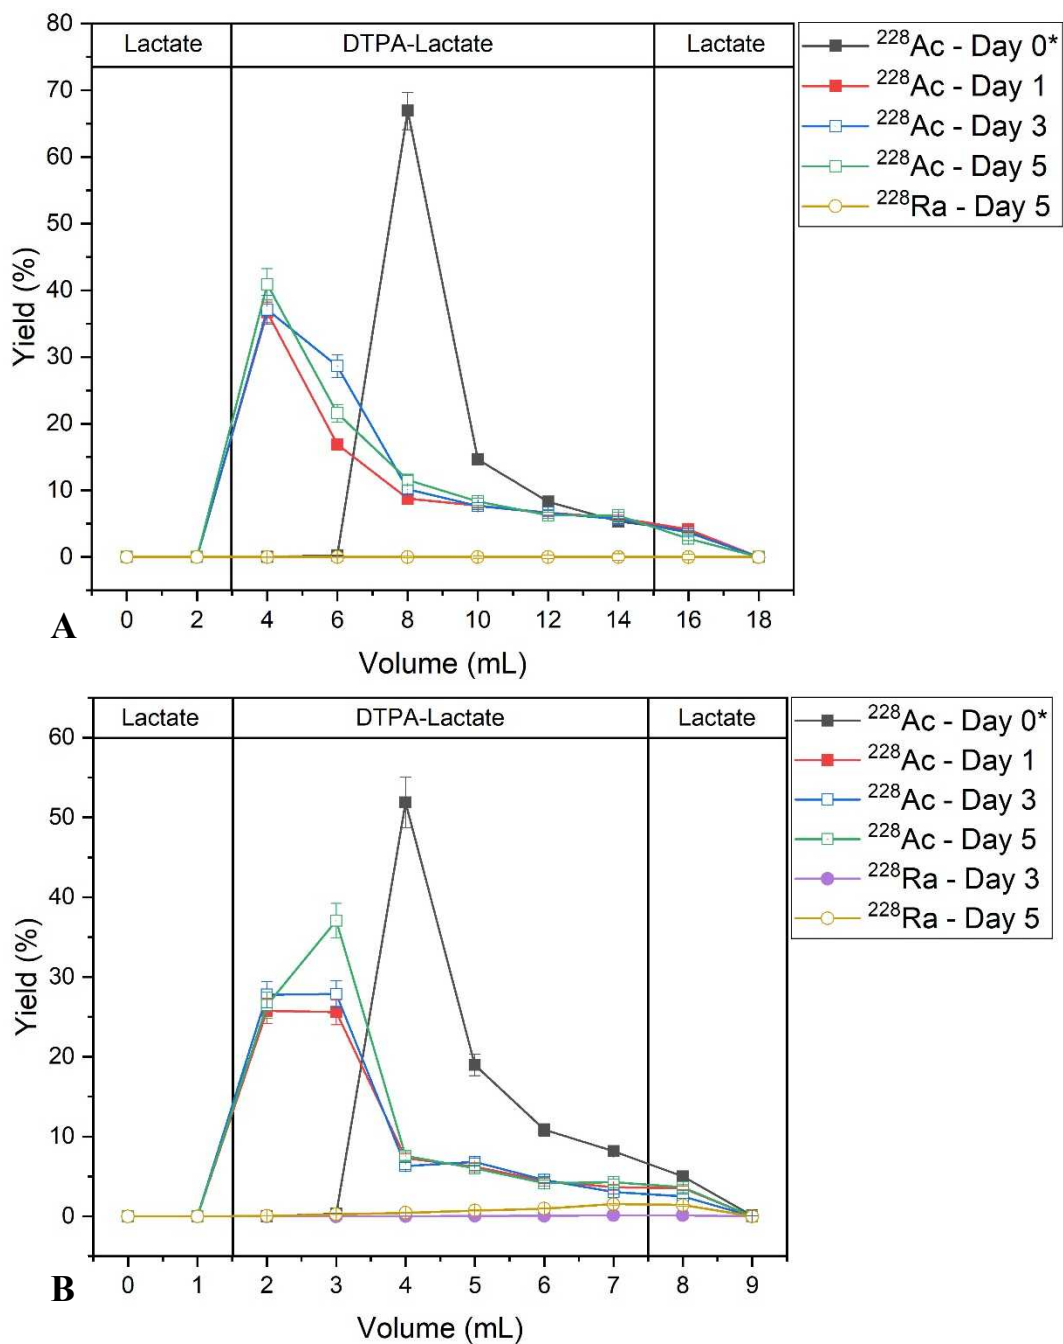 80
70
60
50
40
30
20
10
0
Yield (%)
Lactate DTPA-Lactate Lactate
²²⁸Ac - Day 0*
²²⁸Ac - Day 1
²²⁸Ac - Day 3
²²⁸Ac - Day 5
²²⁸Ra - Day 5
0 2 4 6 8 10 12 14 16 18
A
Volume (mL)
60
50
40
30
20
10
0
Yield (%)
Lactate DTPA-Lactate Lactate
²²⁸Ac - Day 0*
²²⁸Ac - Day 1
²²⁸Ac - Day 3
²²⁸Ac - Day 5
²²⁸Ra - Day 3
²²⁸Ra - Day 5
0 1 2 3 4 5 6 7 8 9
B
Volume (mL)